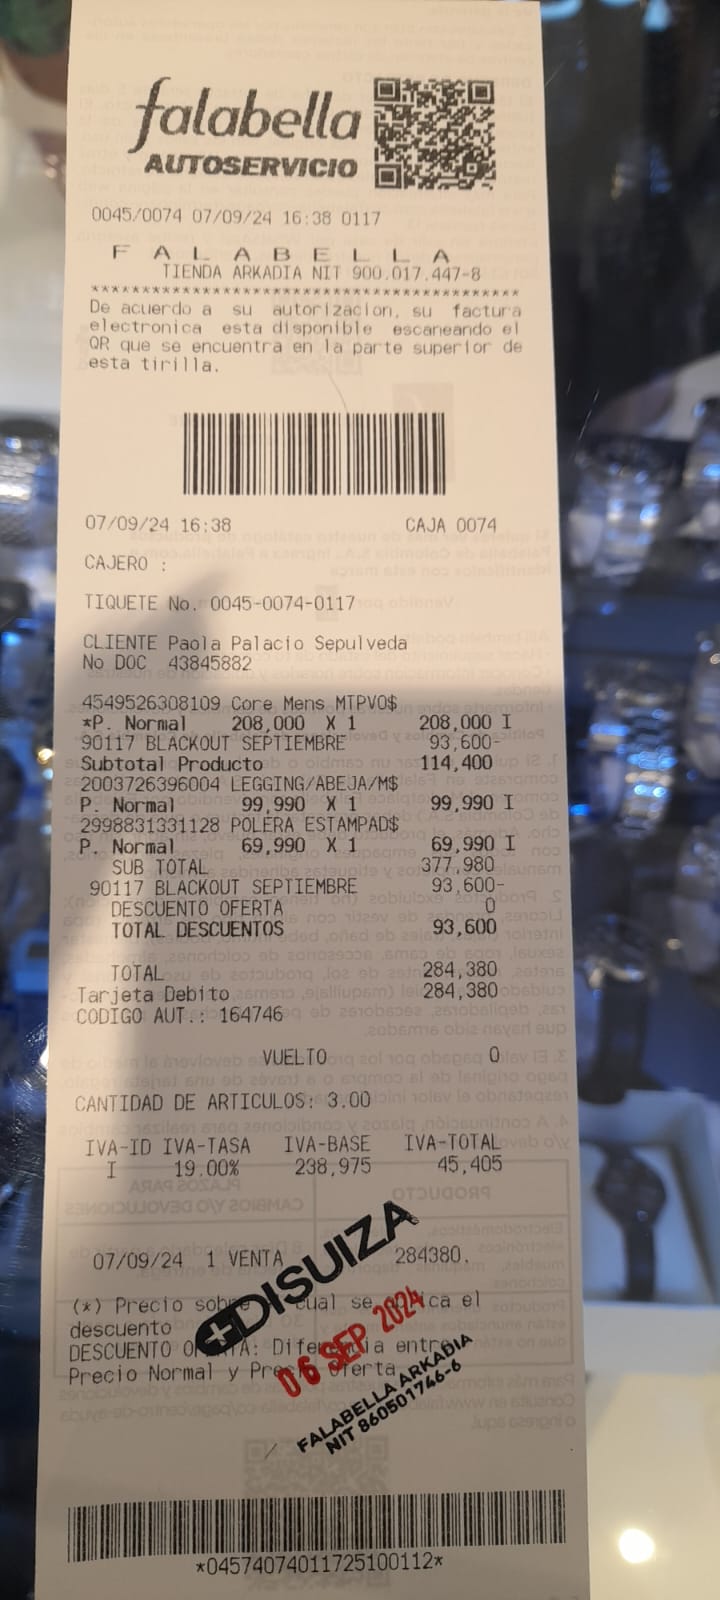 falabella
AUTOSERVICIO
0045/0074 07/09/24 16:38 0117
F A L A B E L L A
TIENDA ARKADIA NIT 900.017.447-8
******************************************
De acuerdo a su autorizacion, su factura
electronica esta disponible escaneando el
QR que se encuentra en la parte superior de
esta tirilla.
07/09/24 16:38 CAJA 0074
CAJERO :
TIQUETE No. 0045-0074-0117
CLIENTE Paola Palacio Sepulveda
No DOC 43845882
4549526308109 Core Mens MTPVO$
*P. Normal 208,000 X 1 208,000 I
90117 BLACKOUT SEPTIEMBRE 93,600-
Subtotal Producto 114,400
2003726396004 LEGGING/ABEJA/M$
P. Normal 99,990 X 1 99,990 I
2998831331128 POLERA ESTAMPAD$
P. Normal 69,990 X 1 69,990 I
SUB TOTAL 377,980
90117 BLACKOUT SEPTIEMBRE 93,600-
DESCUENTO OFERTA 0
TOTAL DESCUENTOS 93,600
TOTAL 284,380
Tarjeta Debito 284,380
CODIGO AUT.: 164746
VUELTO 0
CANTIDAD DE ARTICULOS: 3.00
IVA-ID IVA-TASA IVA-BASE IVA-TOTAL
I 19.00% 238,975 45,405
07/09/24 1 VENTA 284380.
(*) Precio sobre cual se aplica el
descuento
DESCUENTO OFERTA: Diferencia entre
Precio Normal y Precio Oferta
DISUIZA
06 SEP 2024
FALABELLA ARKADIA
NIT 860501746-6
*04574074011725100112*